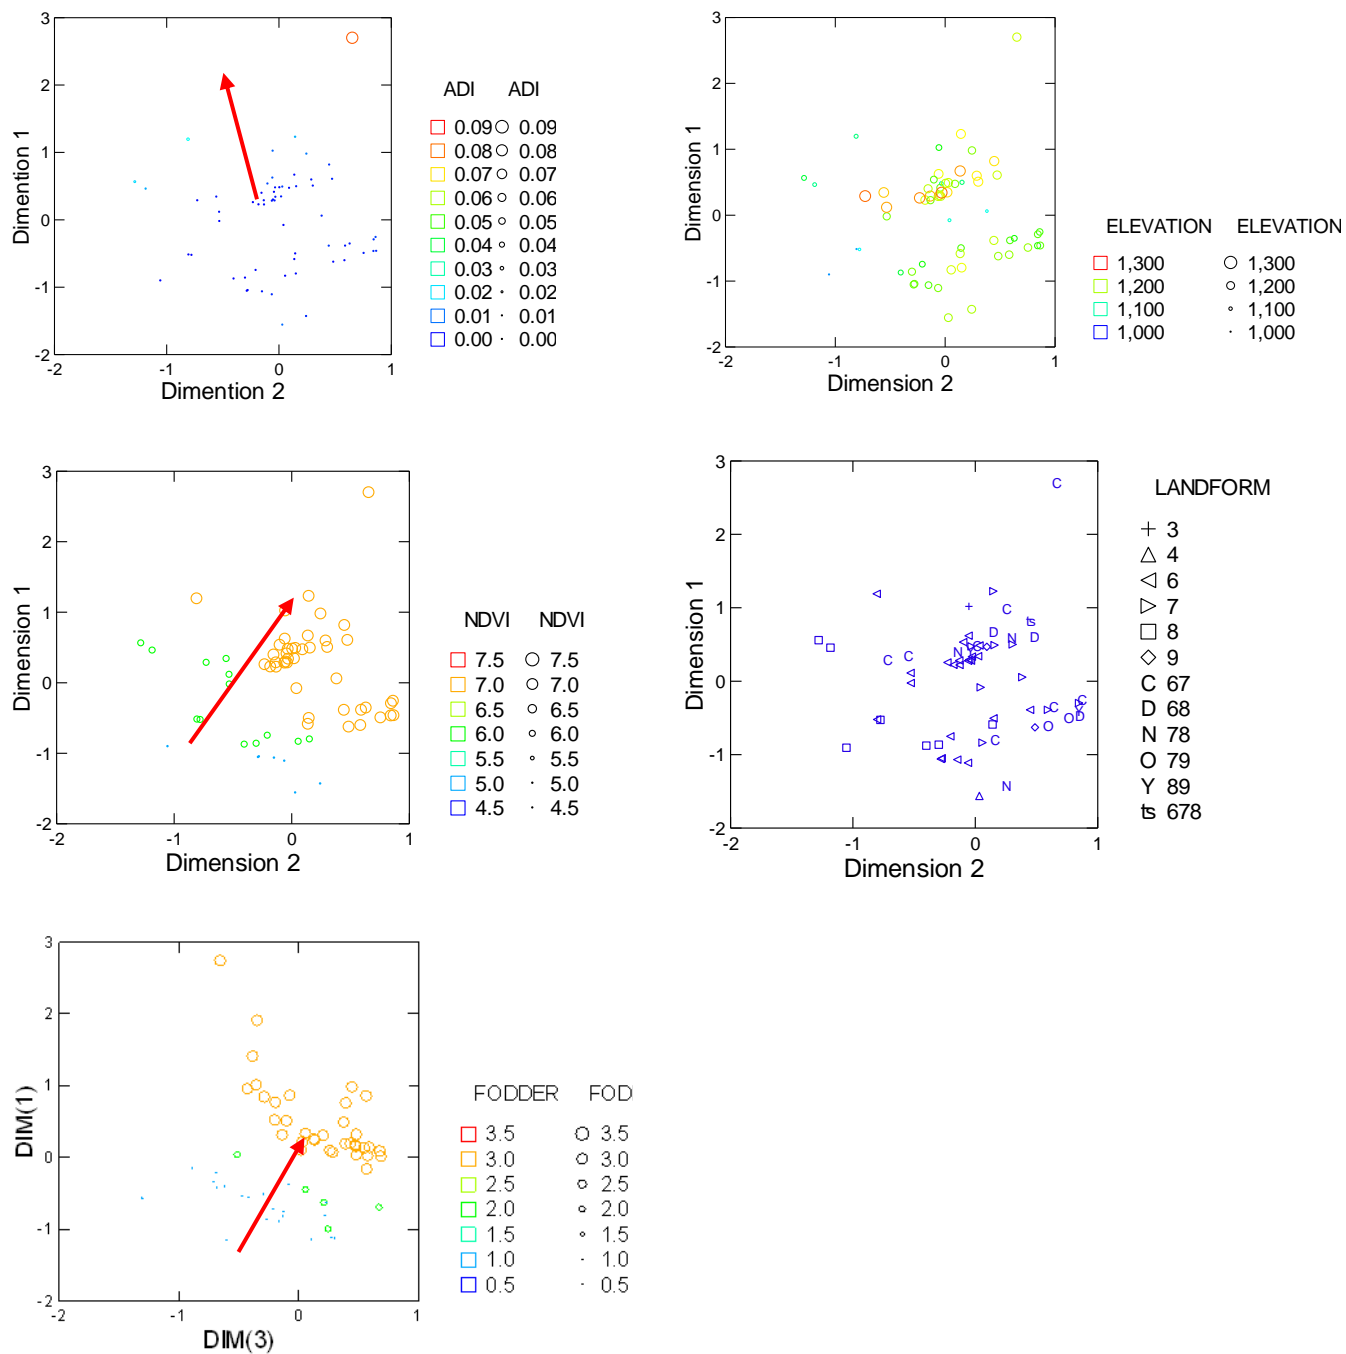 3
2
1
0
-1
-2
-2 -1 0 1
Dimention 1
Dimention 2
ADI ADI
0.09 0.09
0.08 0.08
0.07 0.07
0.06 0.06
0.05 0.05
0.04 0.04
0.03 0.03
0.02 0.02
0.01 0.01
0.00 0.00
3
2
1
0
-1
-2
-2 -1 0 1
Dimension 1
Dimension 2
ELEVATION ELEVATION
1,300 1,300
1,200 1,200
1,100 1,100
1,000 1,000
3
2
1
0
-1
-2
-2 -1 0 1
Dimension 1
Dimension 2
NDVI NDVI
7.5 7.5
7.0 7.0
6.5 6.5
6.0 6.0
5.5 5.5
5.0 5.0
4.5 4.5
3
2
1
0
-1
-2
-2 -1 0 1
Dimension 1
Dimension 2
LANDFORM
3
4
6
7
8
9
C 67
D 68
N 78
O 79
Y 89
ts 678
3
2
1
0
-1
-2
-2 -1 0 1
DIM(1)
DIM(3)
FODDER FOD
3.5 3.5
3.0 3.0
2.5 2.5
2.0 2.0
1.5 1.5
1.0 1.0
0.5 0.5